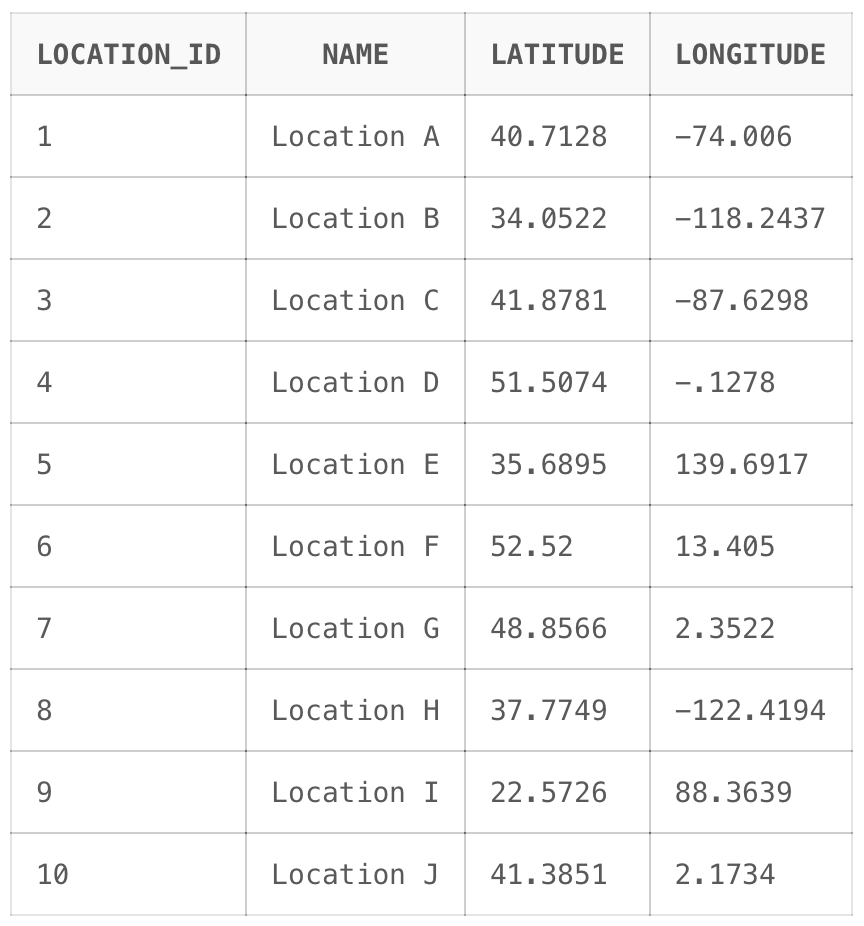 LOCATION_ID NAME LATITUDE LONGITUDE
1 Location A 40.7128 −74.006
2 Location B 34.0522 −118.2437
3 Location C 41.8781 −87.6298
4 Location D 51.5074 −.1278
5 Location E 35.6895 139.6917
6 Location F 52.52 13.405
7 Location G 48.8566 2.3522
8 Location H 37.7749 −122.4194
9 Location I 22.5726 88.3639
10 Location J 41.3851 2.1734